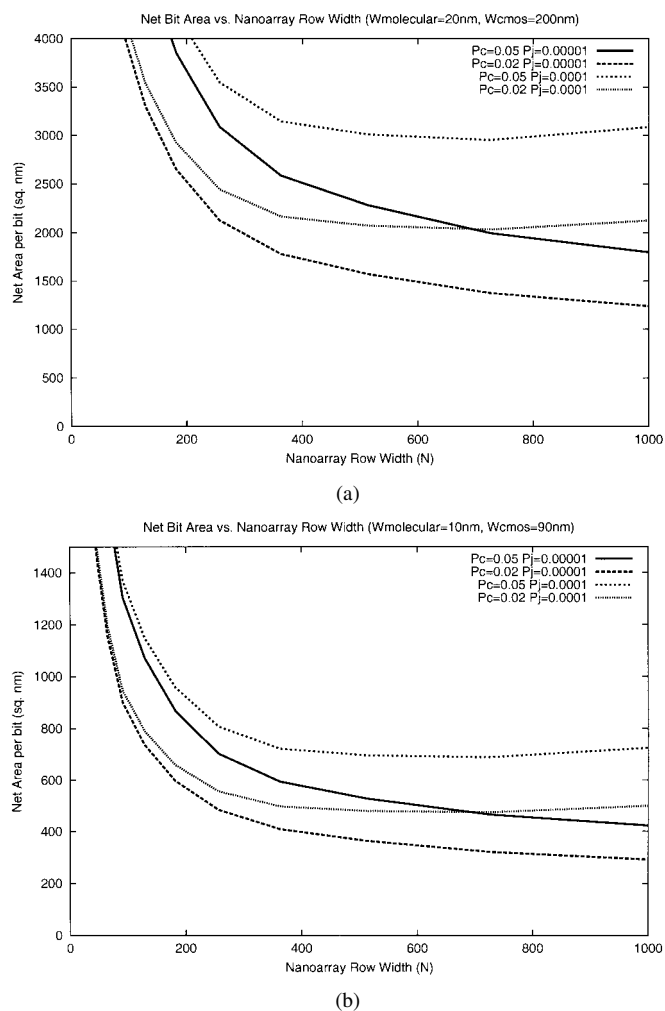 Net Bit Area vs. Nanoarray Row Width (Wmolecular=20nm, Wcmos=200nm)
4000
3500
3000
2500
2000
1500
1000
500
0
Net Area per bit (sq. nm)
Pc=0.05 Pj=0.00001
Pc=0.02 Pj=0.00001
Pc=0.05 Pj=0.0001
Pc=0.02 Pj=0.0001
0 200 400 600 800 1000
Nanoarray Row Width (N)
(a)
Net Bit Area vs. Nanoarray Row Width (Wmolecular=10nm, Wcmos=90nm)
1400
1200
1000
800
600
400
200
0
Net Area per bit (sq. nm)
Pc=0.05 Pj=0.00001
Pc=0.02 Pj=0.00001
Pc=0.05 Pj=0.0001
Pc=0.02 Pj=0.0001
0 200 400 600 800 1000
Nanoarray Row Width (N)
(b)